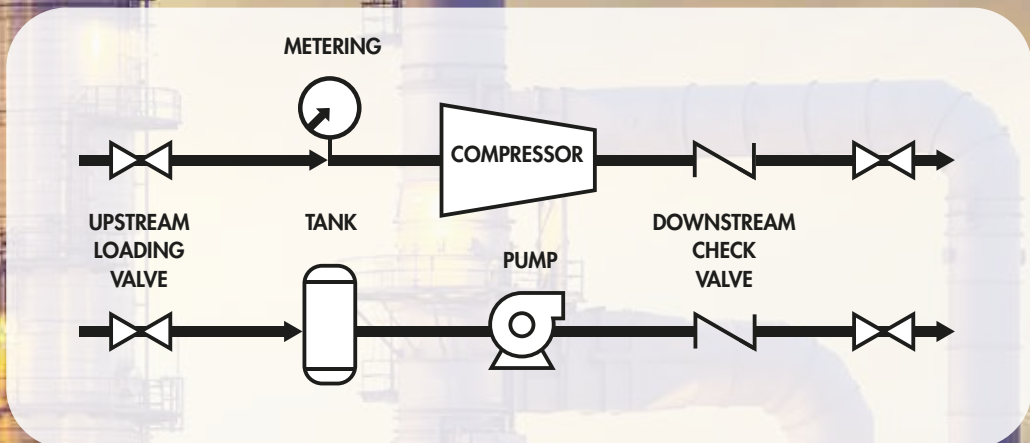 METERING
COMPRESSOR
UPSTREAM
LOADING
VALVE
TANK
DOWNSTREAM
CHECK
VALVE
PUMP